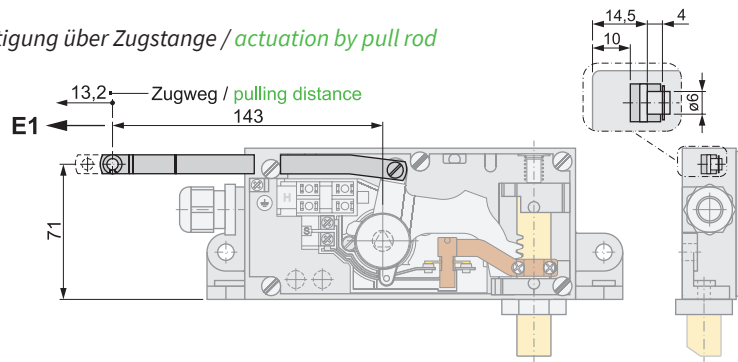 tigung über Zugstange / actuation by pull rod
14,5
4
10
ø6
13,2
Zugweg / pulling distance
E1
143
71
H
S